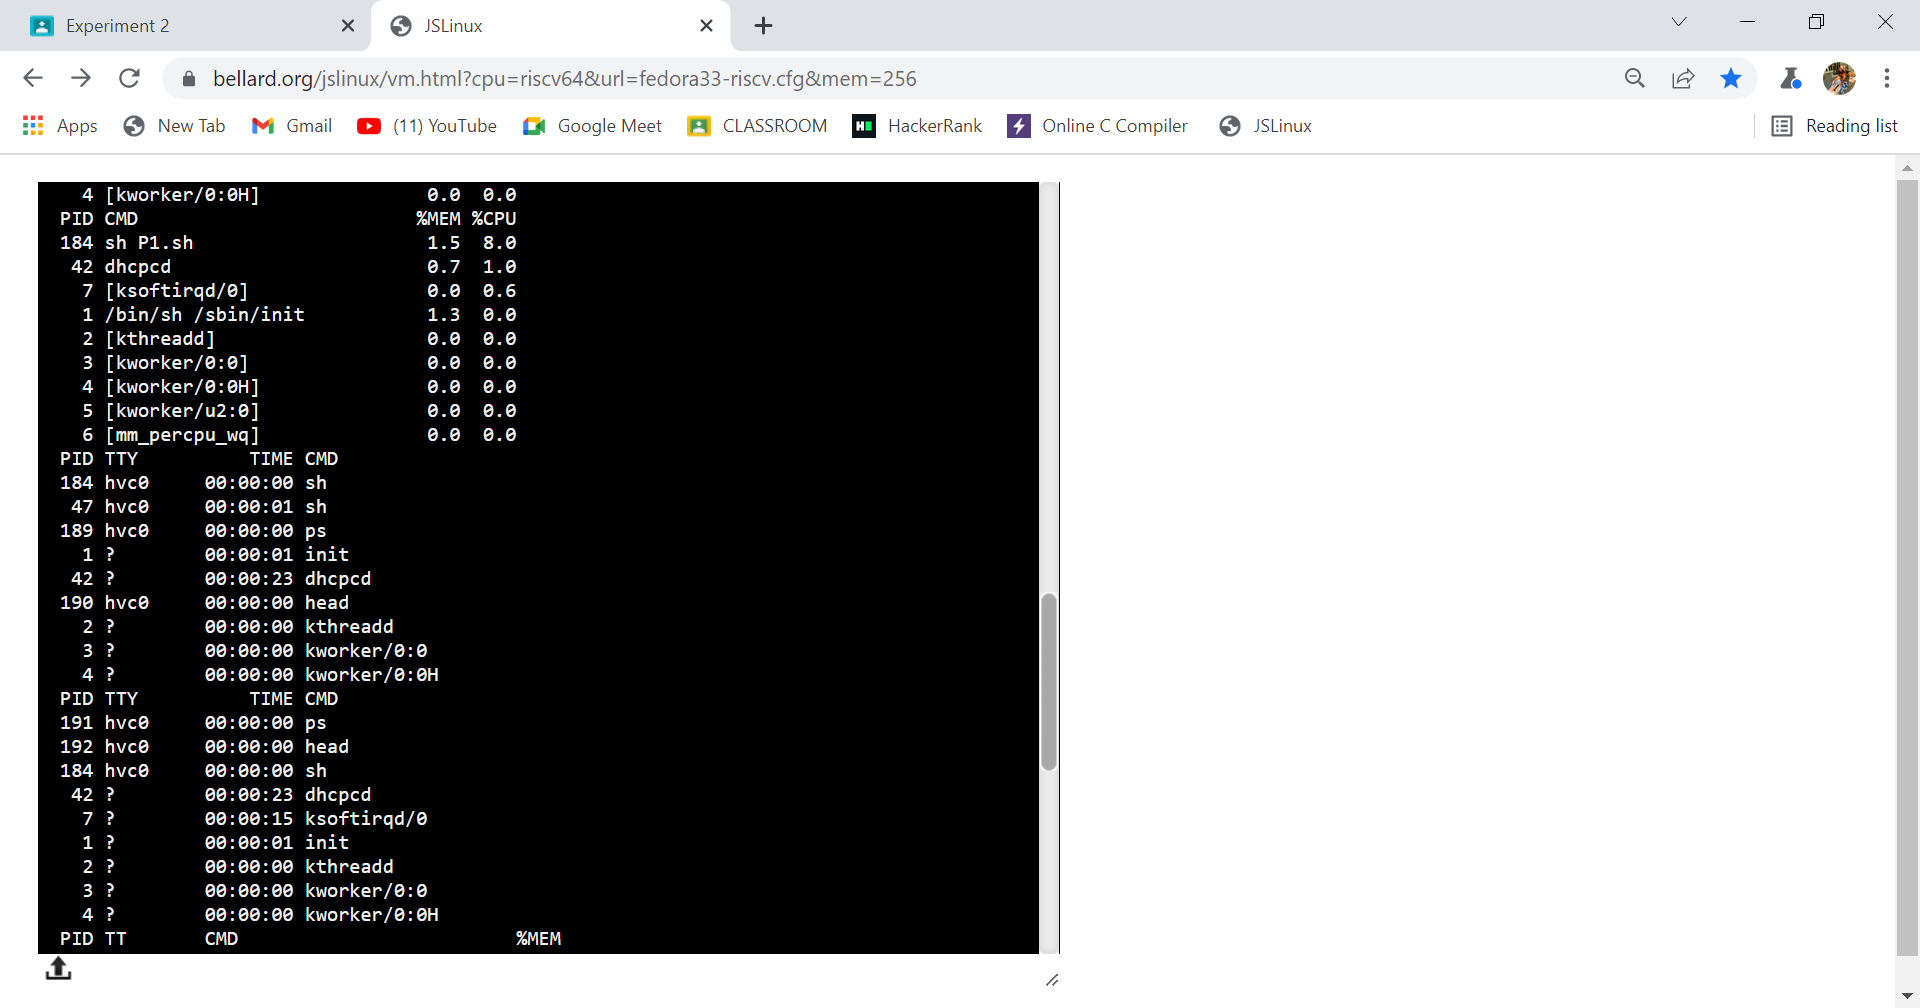 Experiment 2
JSLinux
bellard.org/jslinux/vm.html?cpu=riscv64&url=fedora33-riscv.cfg&mem=256
Apps New Tab Gmail (11) YouTube Google Meet CLASSROOM HackerRank Online C Compiler JSLinux Reading list
4 [kworker/0:0H] 0.0 0.0
PID CMD %MEM %CPU
184 sh P1.sh 1.5 8.0
42 dhcpcd 0.7 1.0
7 [ksoftirqd/0] 0.0 0.6
1 /bin/sh /sbin/init 1.3 0.0
2 [kthreadd] 0.0 0.0
3 [kworker/0:0] 0.0 0.0
4 [kworker/0:0H] 0.0 0.0
5 [kworker/u2:0] 0.0 0.0
6 [mm_percpu_wq] 0.0 0.0
PID TTY TIME CMD
184 hvc0 00:00:00 sh
47 hvc0 00:00:01 sh
189 hvc0 00:00:00 ps
1 ? 00:00:01 init
42 ? 00:00:23 dhcpcd
190 hvc0 00:00:00 head
2 ? 00:00:00 kthreadd
3 ? 00:00:00 kworker/0:0
4 ? 00:00:00 kworker/0:0H
PID TTY TIME CMD
191 hvc0 00:00:00 ps
192 hvc0 00:00:00 head
184 hvc0 00:00:00 sh
42 ? 00:00:23 dhcpcd
7 ? 00:00:15 ksoftirqd/0
1 ? 00:00:01 init
2 ? 00:00:00 kthreadd
3 ? 00:00:00 kworker/0:0
4 ? 00:00:00 kworker/0:0H
PID TT CMD %MEM